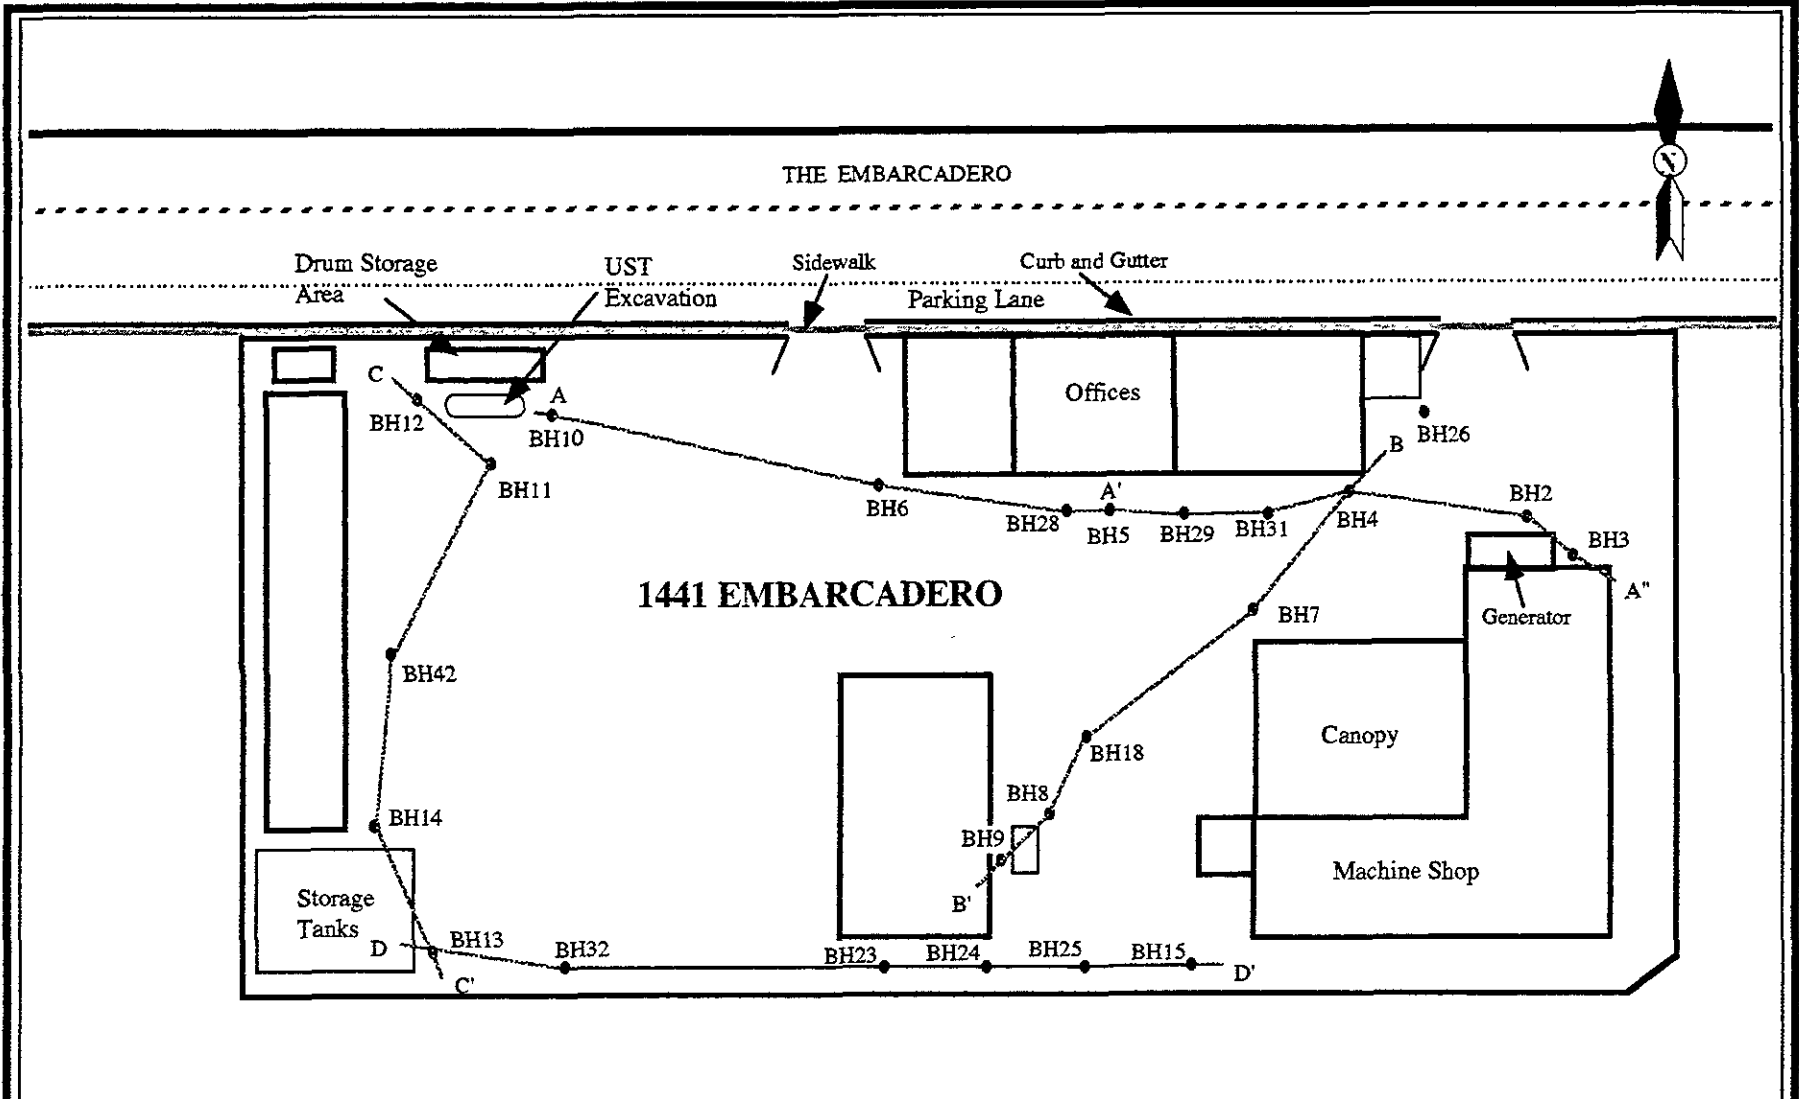 THE EMBARCADERO
N
Drum Storage
Area
UST
Excavation
Sidewalk
Curb and Gutter
Parking Lane
C
BH12
A
BH10
BH11
Offices
BH26
B
BH6
BH28
A'
BH5
BH29
BH31
BH4
BH2
BH3
A"
Generator
1441 EMBARCADERO
BH7
BH42
BH18
Canopy
BH8
BH14
BH9
Machine Shop
B'
Storage
Tanks
D
BH13
BH32
BH23
BH24
BH25
BH15
D'
C'